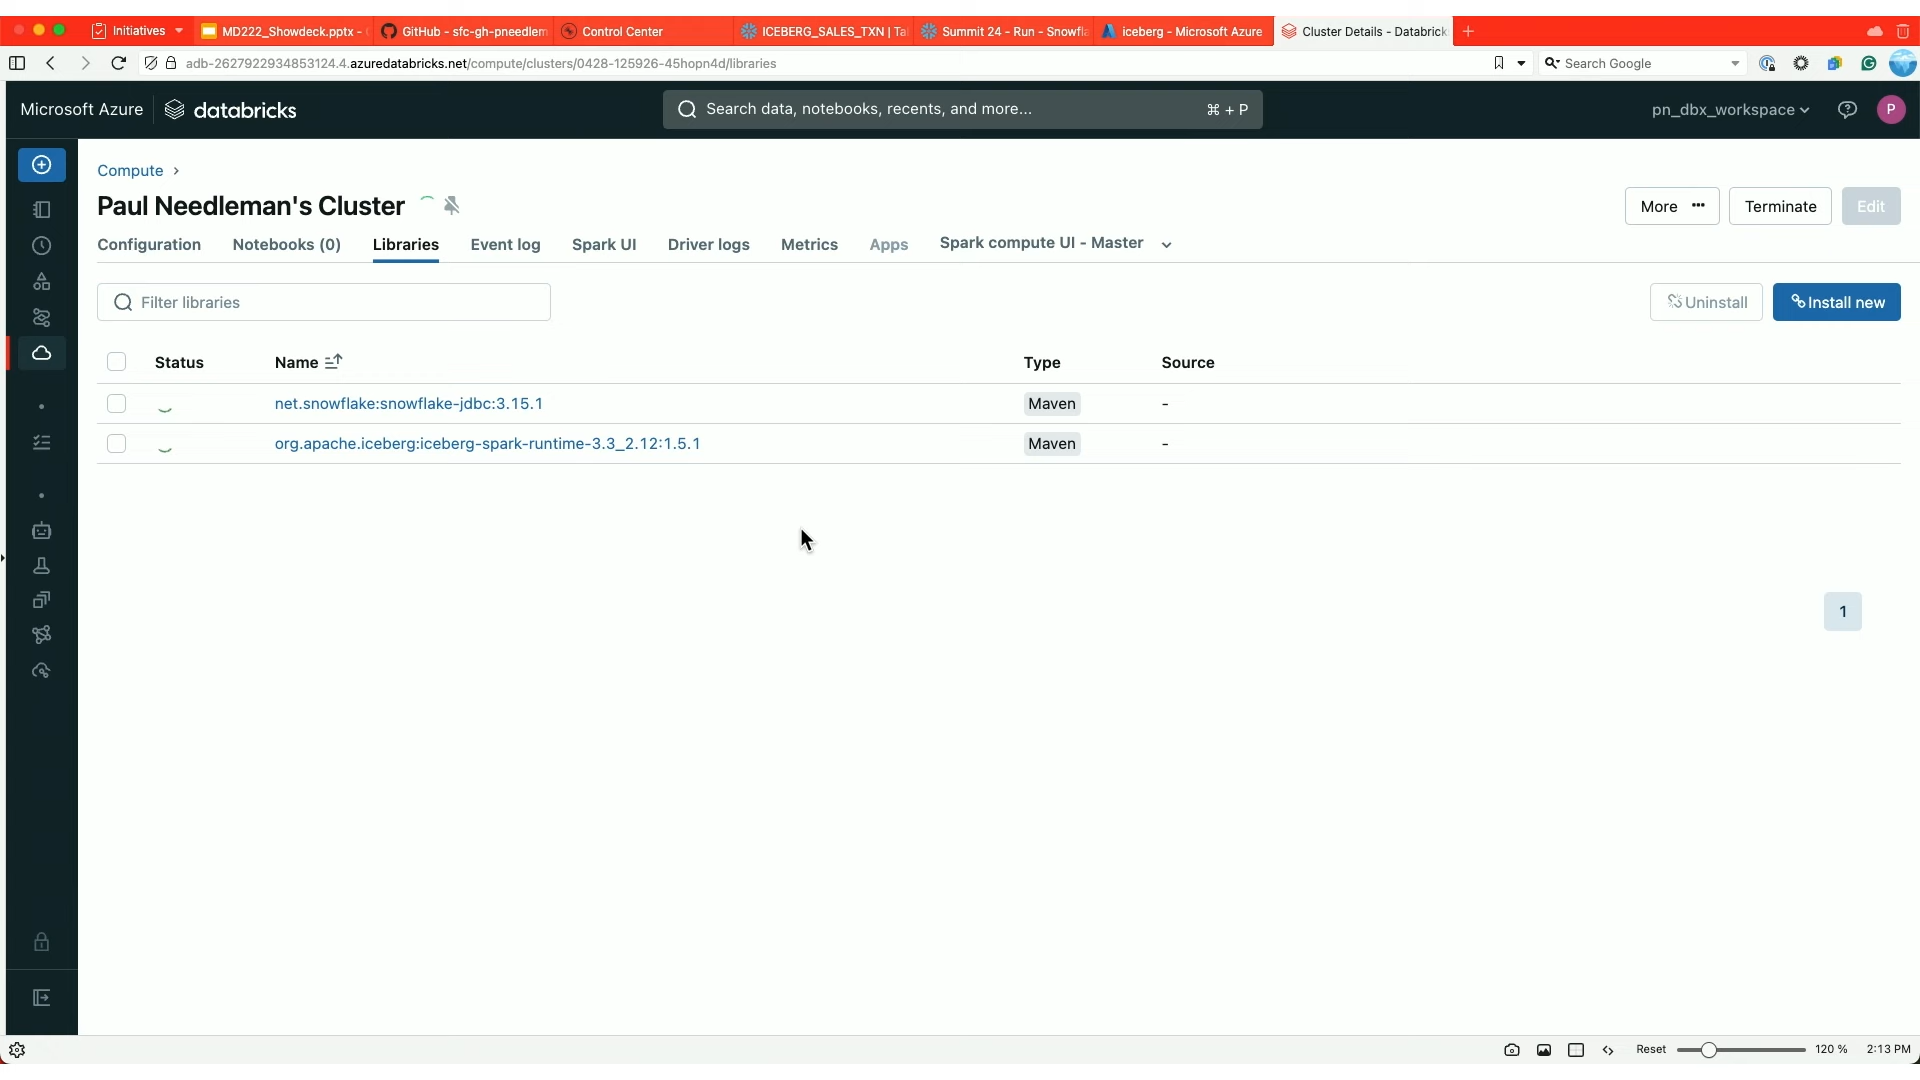 Initiatives
MD222_Showdeck.pptx -
GitHub - sfc-gh-pneedlem
Control Center
ICEBERG_SALES_TXN | Ta
Summit 24 - Run - Snowfla
iceberg - Microsoft Azure
Cluster Details - Databrick
adb-2627922934853124.4.azuredatabricks.net/compute/clusters/0428-125926-45hopn4d/libraries
Search Google
Microsoft Azure
databricks
Search data, notebooks, recents, and more...
⌘ + P
pn_dbx_workspace
P
Compute ›
Paul Needleman's Cluster
More ···
Terminate
Edit
Configuration
Notebooks (0)
Libraries
Event log
Spark UI
Driver logs
Metrics
Apps
Spark compute UI - Master
Filter libraries
Uninstall
Install new
Status
Name
Type
Source
net.snowflake:snowflake-jdbc:3.15.1
Maven
-
org.apache.iceberg:iceberg-spark-runtime-3.3_2.12:1.5.1
Maven
-
1
Reset
120 %
2:13 PM